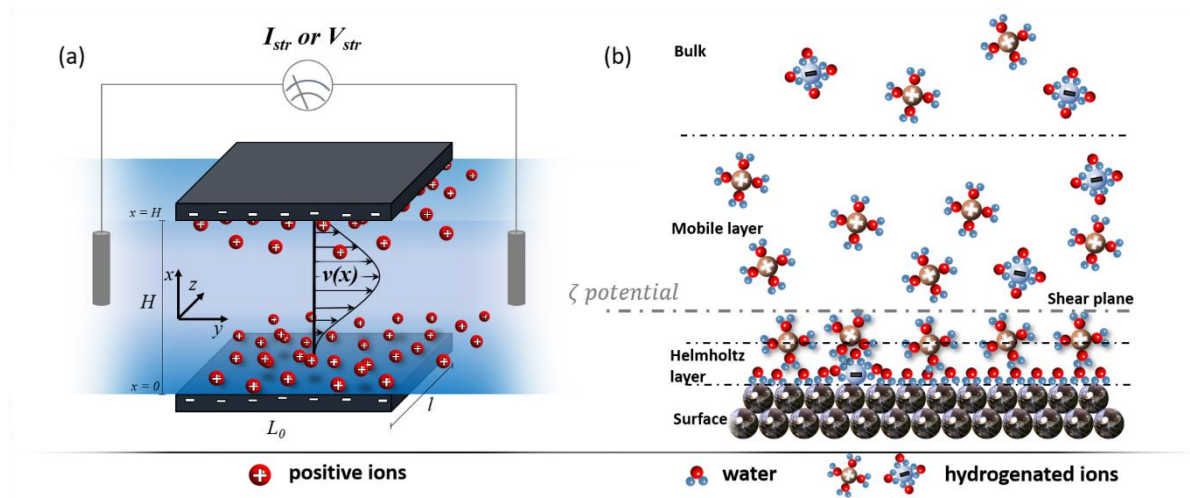 I_str or V_str
(a)
x = H
H
x
z
y
v(x)
x=0
L_0
l
positive ions
(b)
Bulk
Mobile layer
ζ potential
Shear plane
Helmholtz
layer
Surface
water
hydrogenated ions